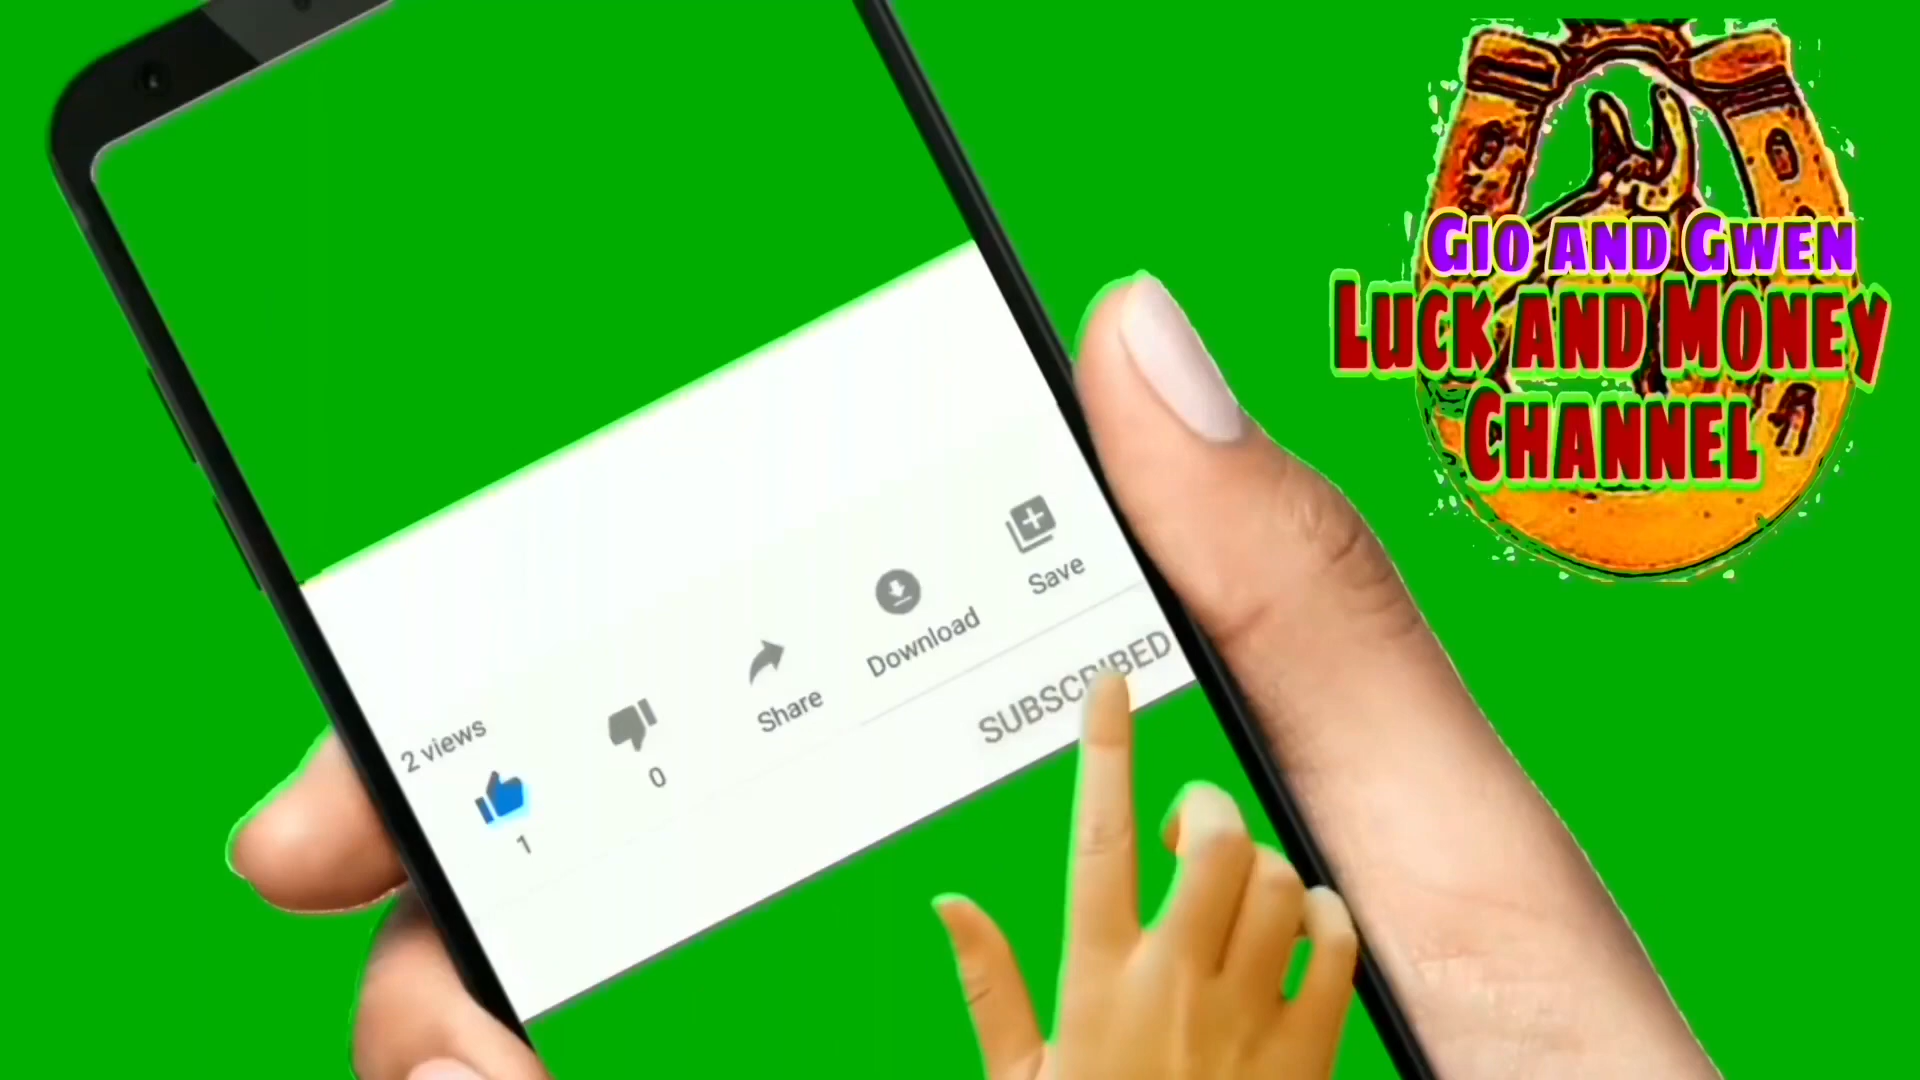 GIO AND GWEN
LUCK AND MONEY
CHANNEL
2 views
1
0
Share
Download
Save
SUBSCRIBED